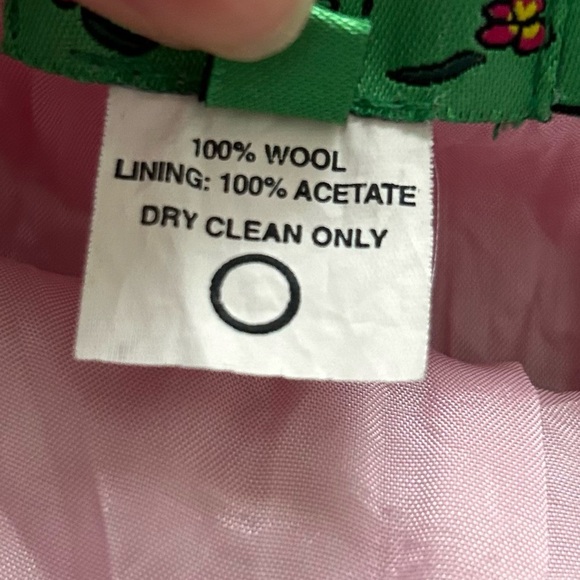 100% WOOL
LINING: 100% ACETATE
DRY CLEAN ONLY